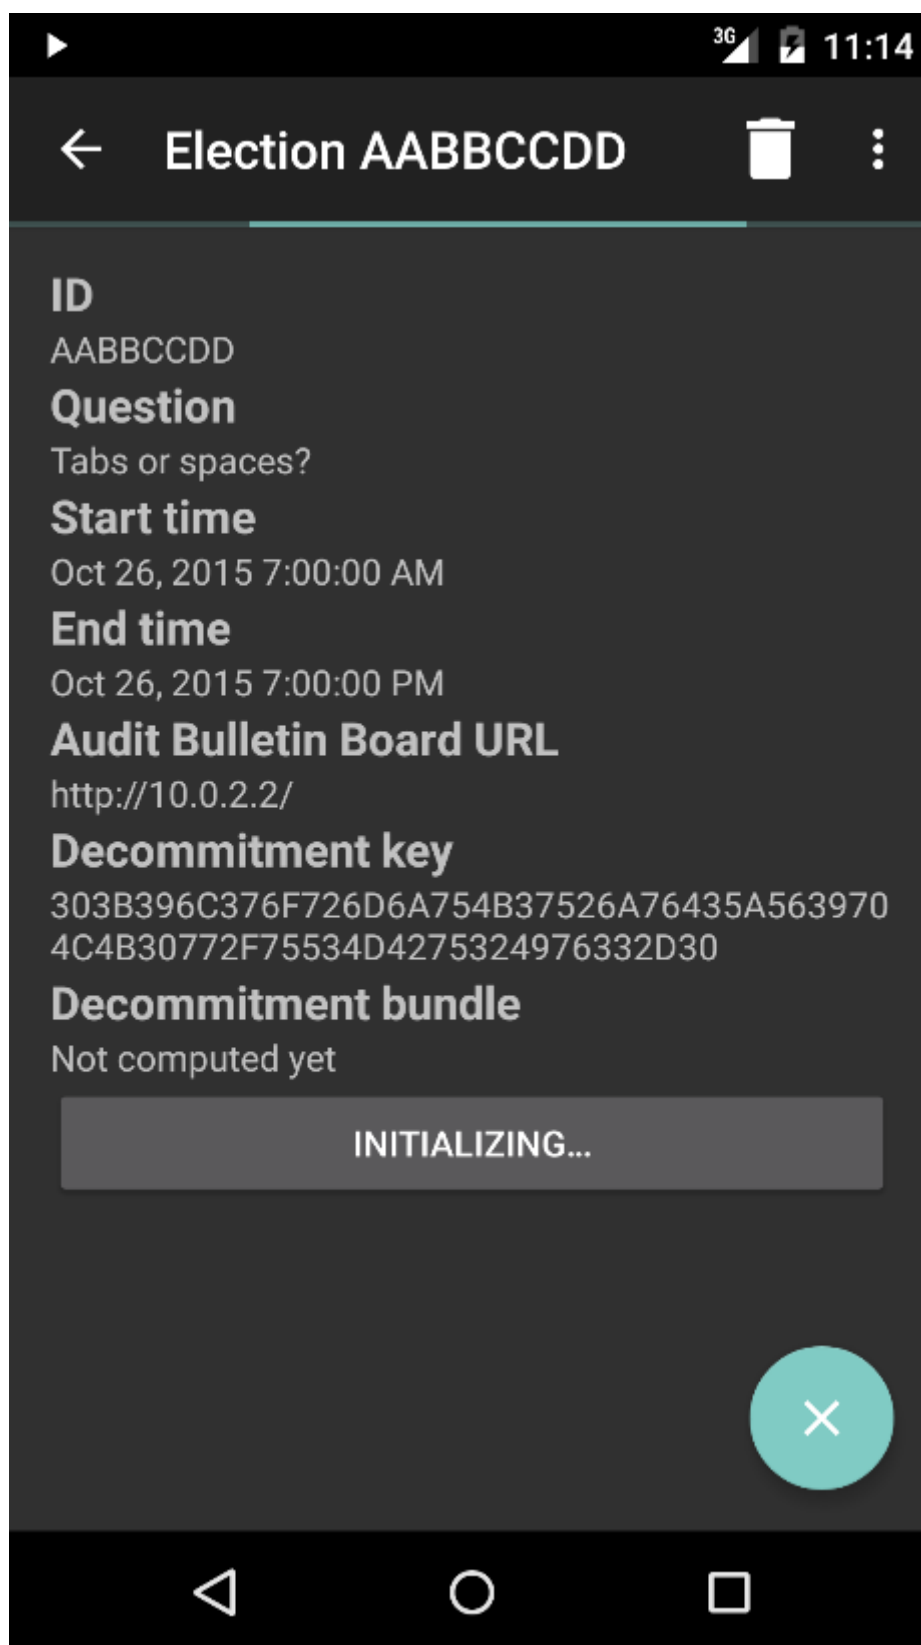 3G 11:14
Election AABBCCDD
ID
AABBCCDD
Question
Tabs or spaces?
Start time
Oct 26, 2015 7:00:00 AM
End time
Oct 26, 2015 7:00:00 PM
Audit Bulletin Board URL
http://10.0.2.2/
Decommitment key
303B396C376F726D6A754B37526A76435A563970
4C4B30772F75534D4275324976332D30
Decommitment bundle
Not computed yet
INITIALIZING...